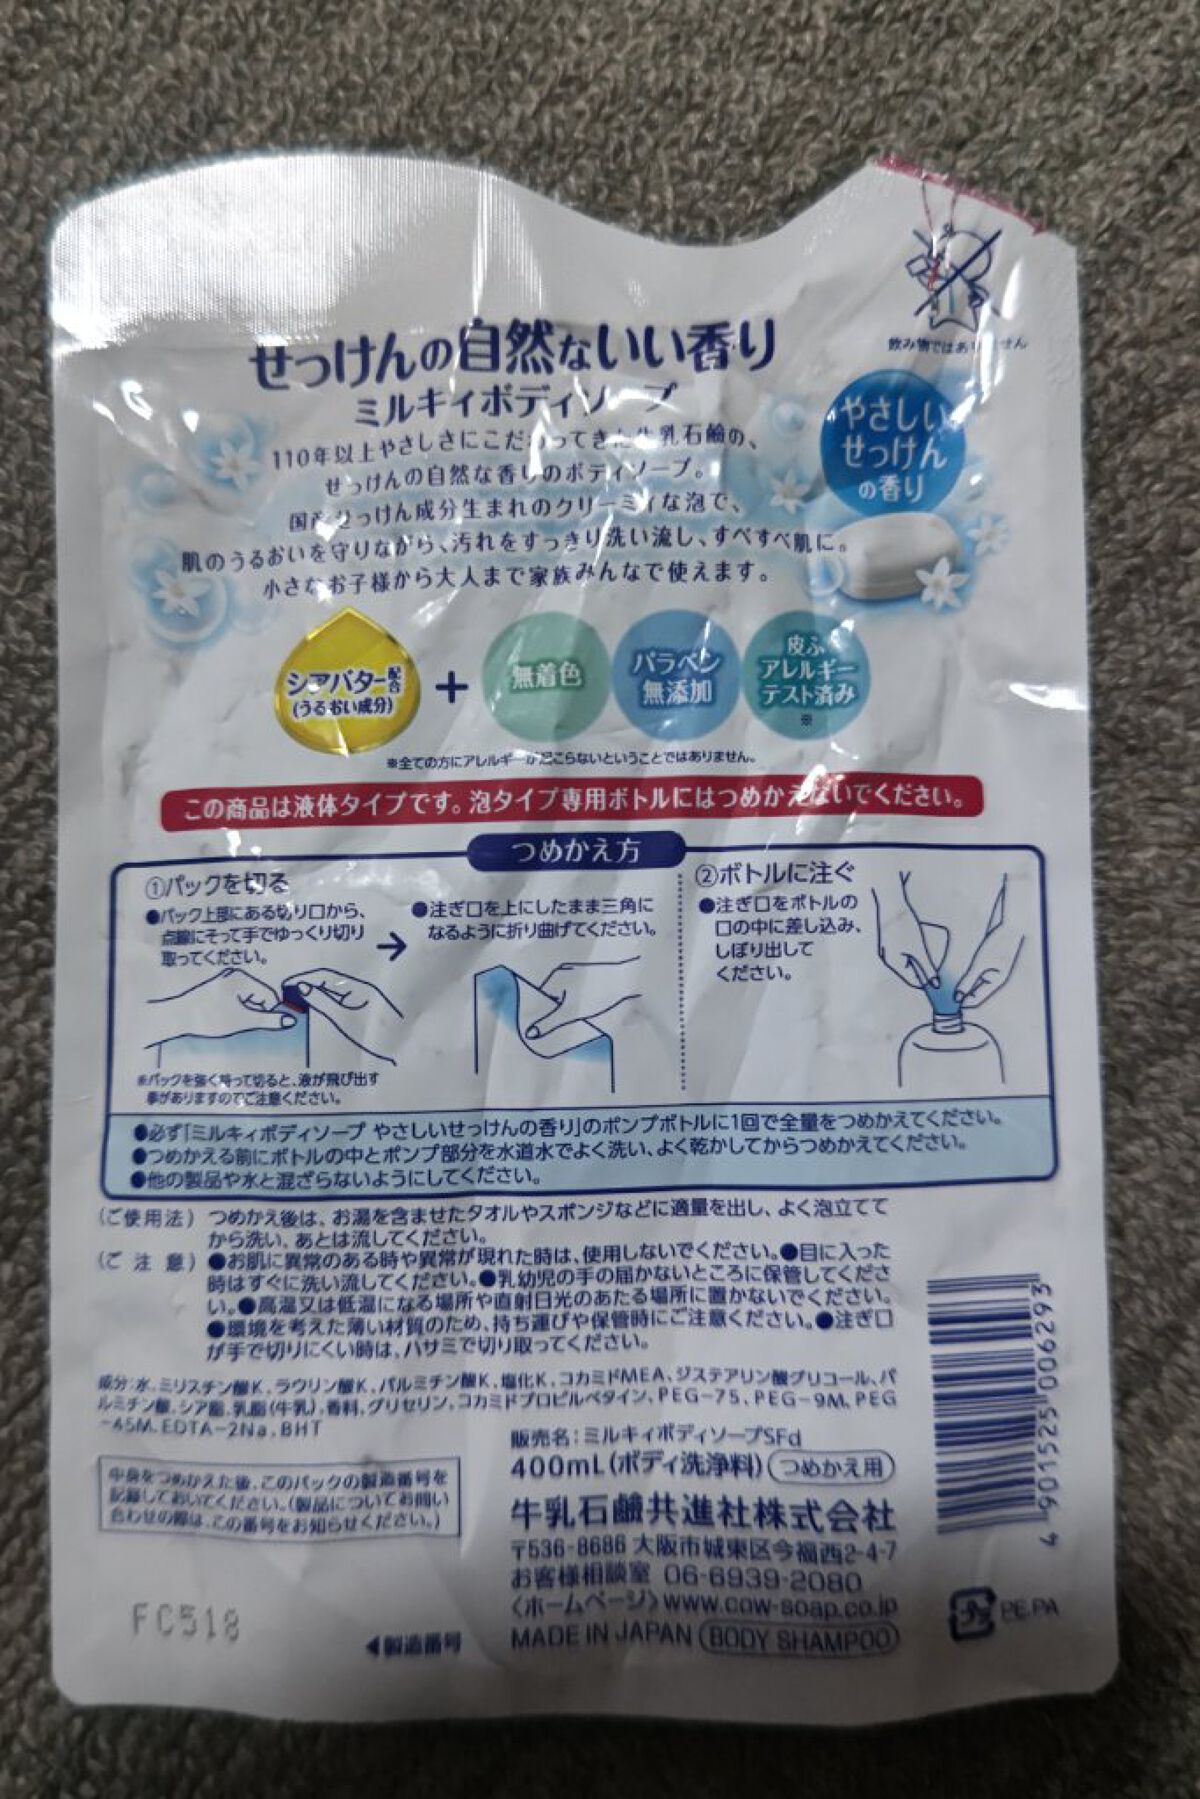 飲み物ではありません
せっけんの自然ないい香り
ミルキィボディソープ
やさしい
せっけん
の香り
110年以上やさしさにこだわってきた牛乳石鹸の、
せっけんの自然な香りのボディソープ。
国産せっけん成分生まれのクリーミィな泡で、
肌のうるおいを守りながら、汚れをすっきり洗い流し、すべすべ肌に。
小さなお子様から大人まで家族みんなで使えます。
シアバター配合
(うるおい成分)
+
無着色
パラベン
無添加
皮ふ
アレルギー
テスト済み
※
※全ての方にアレルギーが起こらないということではありません。
この商品は液体タイプです。泡タイプ専用ボトルにはつめかえないでください。
つめかえ方
①パックを切る
●パック上部にある切り口から、
点線にそって手でゆっくり切り
取ってください。
●注ぎ口を上にしたまま三角に
なるように折り曲げてください。
※パックを強く持って切ると、液が飛び出す
事がありますのでご注意ください。
②ボトルに注ぐ
●注ぎ口をボトルの
口の中に差し込み、
しぼり出して
ください。
●必ず「ミルキィボディソープ やさしいせっけんの香り」のポンプボトルに1回で全量をつめかえてください。
●つめかえる前にボトルの中とポンプ部分を水道水でよく洗い、よく乾かしてからつめかえてください。
●他の製品や水と混ざらないようにしてください。
(ご使用法) つめかえ後は、お湯を含ませたタオルやスポンジなどに適量を出し、よく泡立てて
から洗い、あとは流してください。
(ご注意) ●お肌に異常のある時や異常が現れた時は、使用しないでください。●目に入った
時はすぐに洗い流してください。●乳幼児の手の届かないところに保管してくださ
い。●高温又は低温になる場所や直射日光のあたる場所に置かないでください。
●環境を考えた薄い材質のため、持ち運びや保管時にご注意ください。●注ぎ口
が手で切りにくい時は、ハサミで切り取ってください。
成分:水、ミリスチン酸K、ラウリン酸K、パルミチン酸K、塩化K、コカミドMEA、ジステアリン酸グリコール、パ
ルミチン酸、シア脂、乳脂(牛乳)、香料、グリセリン、コカミドプロピルベタイン、PEG-75、PEG-9M、PEG
-45M、EDTA-2Na、BHT
中身をつめかえた後、このパックの製造番号を
記録しておいてください。(製品についてお問い
合わせの際は、この番号をお知らせください。)
販売名:ミルキィボディソープSFd
400mL(ボディ洗浄料) つめかえ用
牛乳石鹸共進社株式会社
〒536-8686 大阪市城東区今福西2-4-7
お客様相談室 06-6939-2080
〈ホームページ〉www.cow-soap.co.jp
MADE IN JAPAN BODY SHAMPOO
FC518
◀製造番号
4 901525 006293
プラ PE,PA